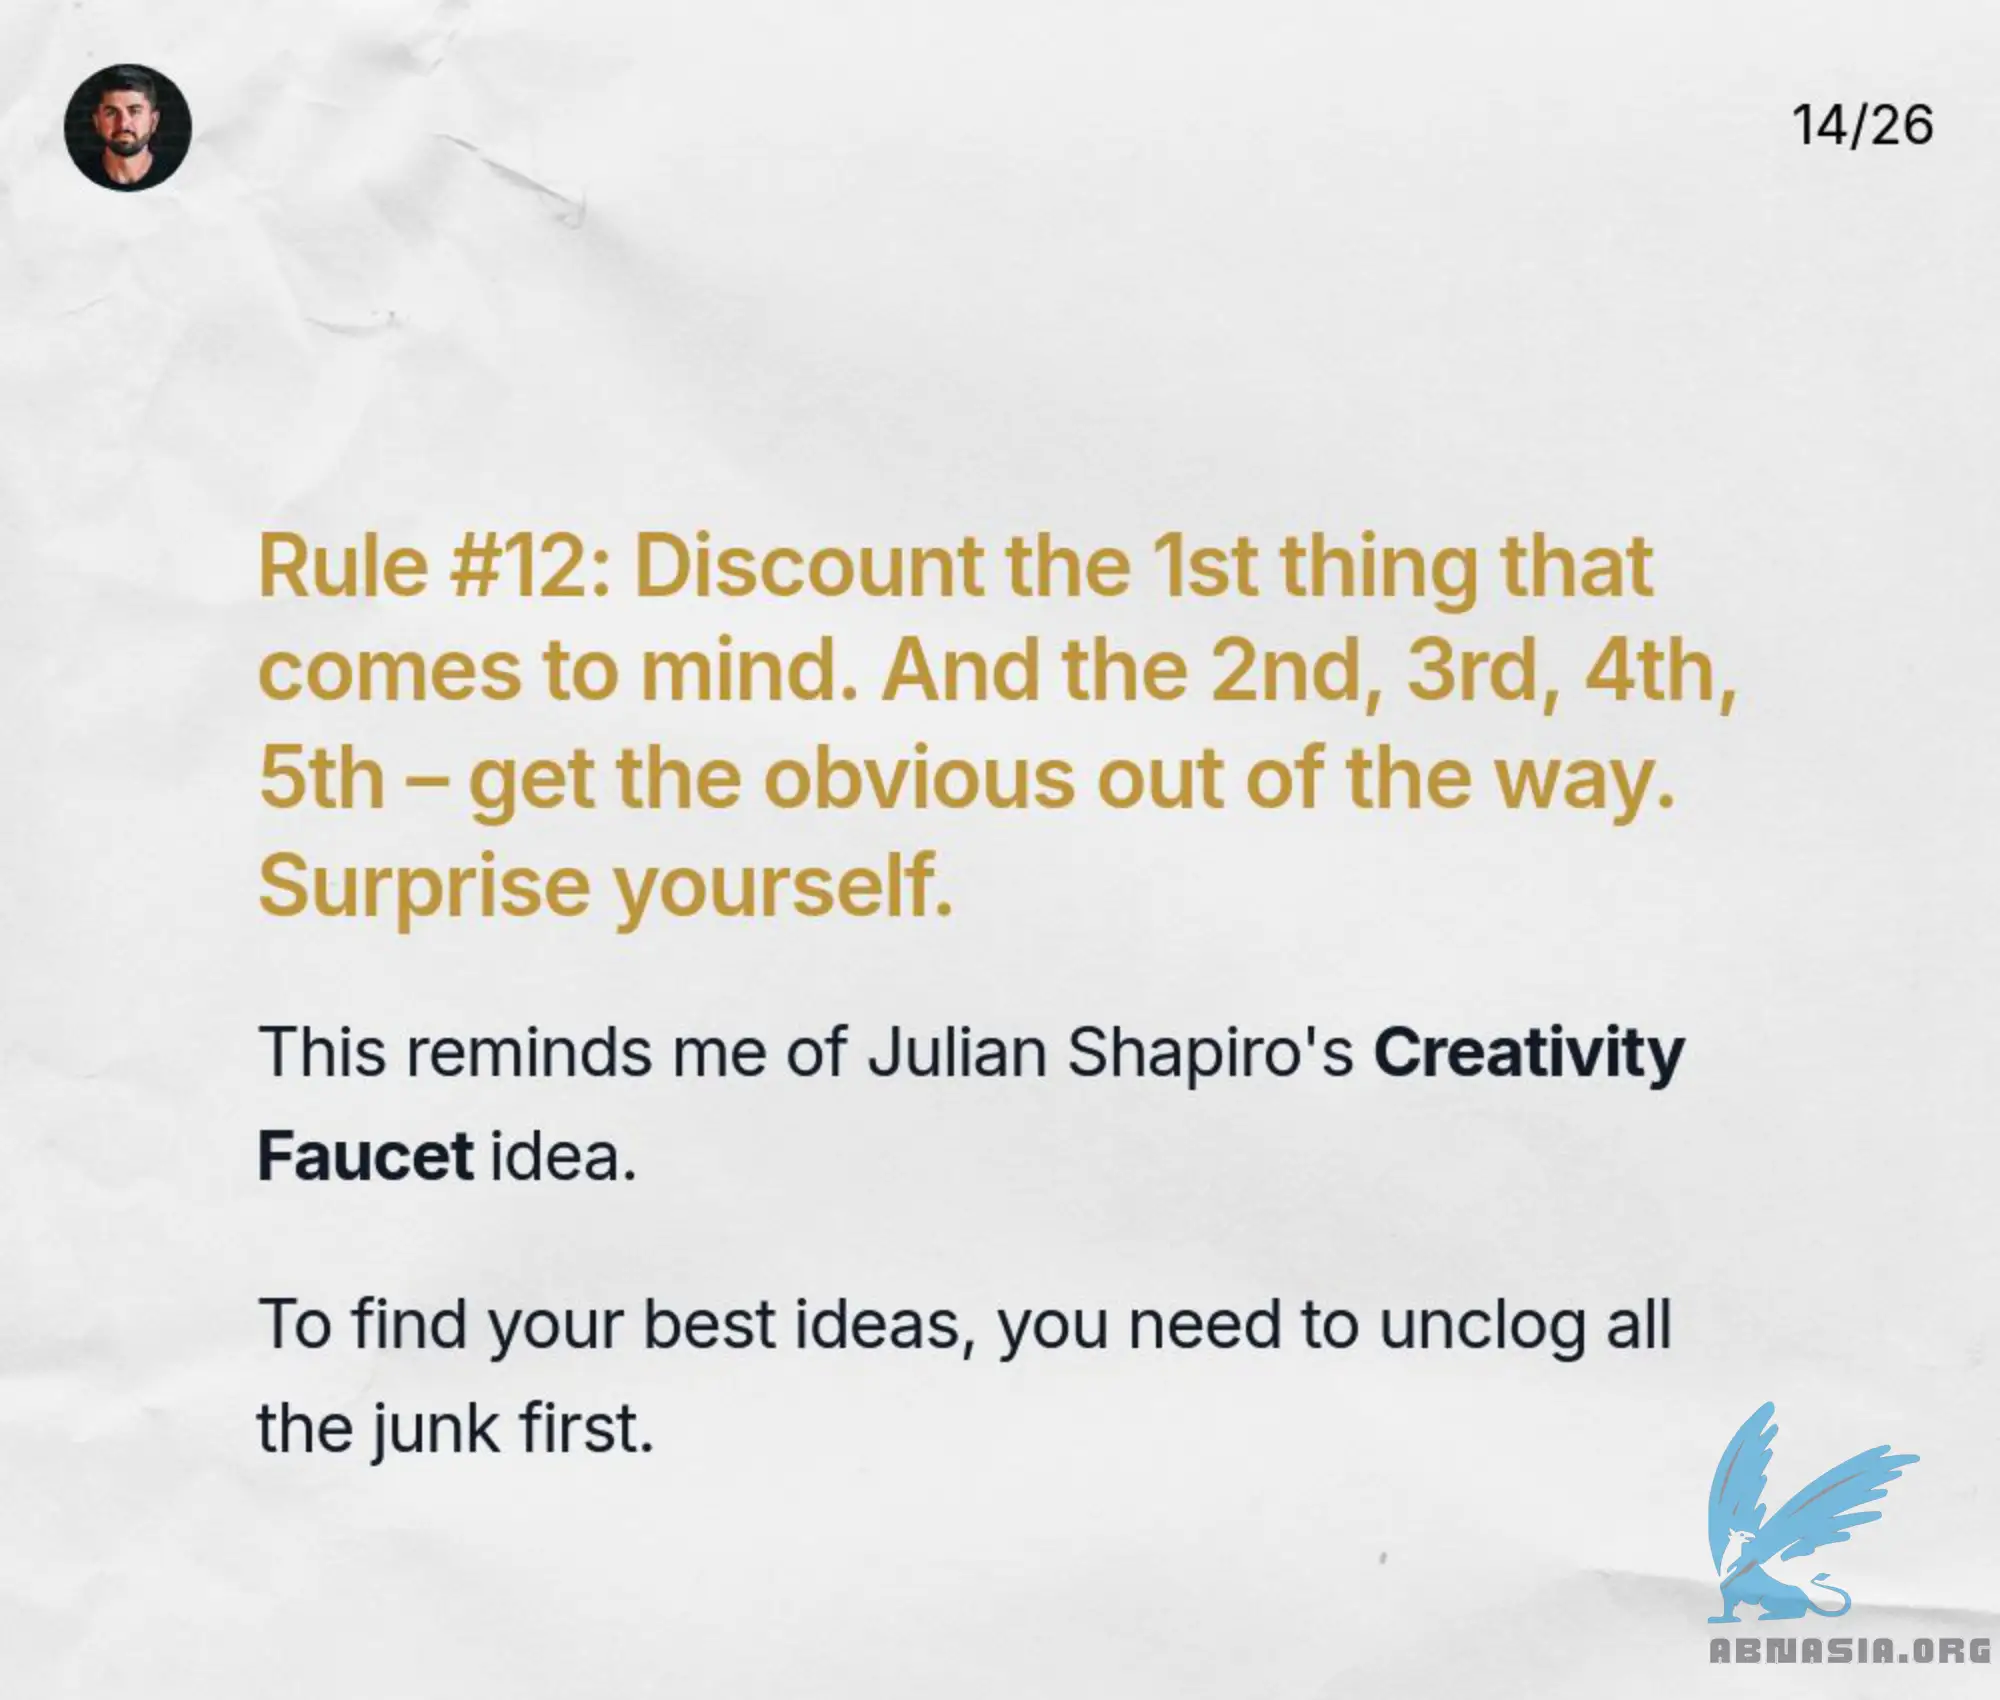 14/26
Rule #12: Discount the 1st thing that
comes to mind. And the 2nd, 3rd, 4th,
5th – get the obvious out of the way.
Surprise yourself.
This reminds me of Julian Shapiro's Creativity
Faucet idea.
To find your best ideas, you need to unclog all
the junk first.
ABNASIA.ORG